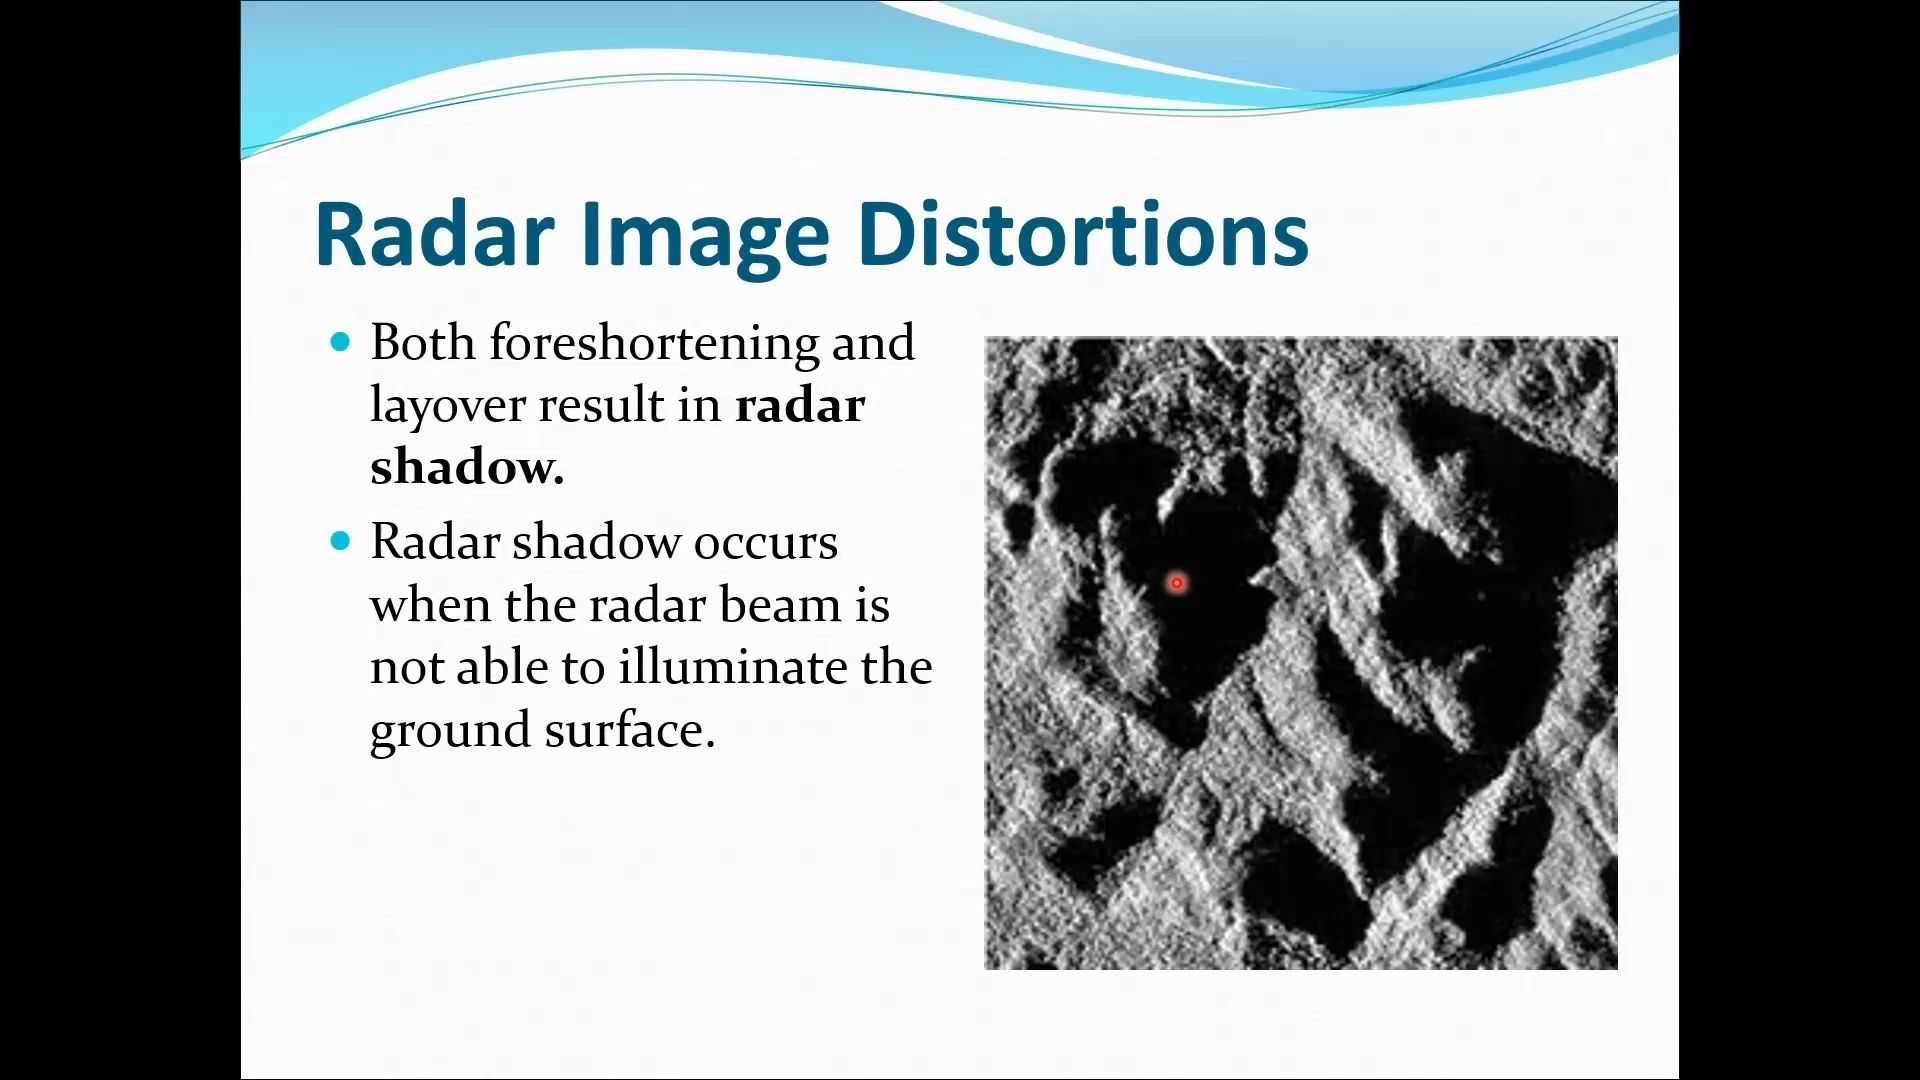 Radar Image Distortions
Both foreshortening and
layover result in radar
shadow.
Radar shadow occurs
when the radar beam is
not able to illuminate the
ground surface.